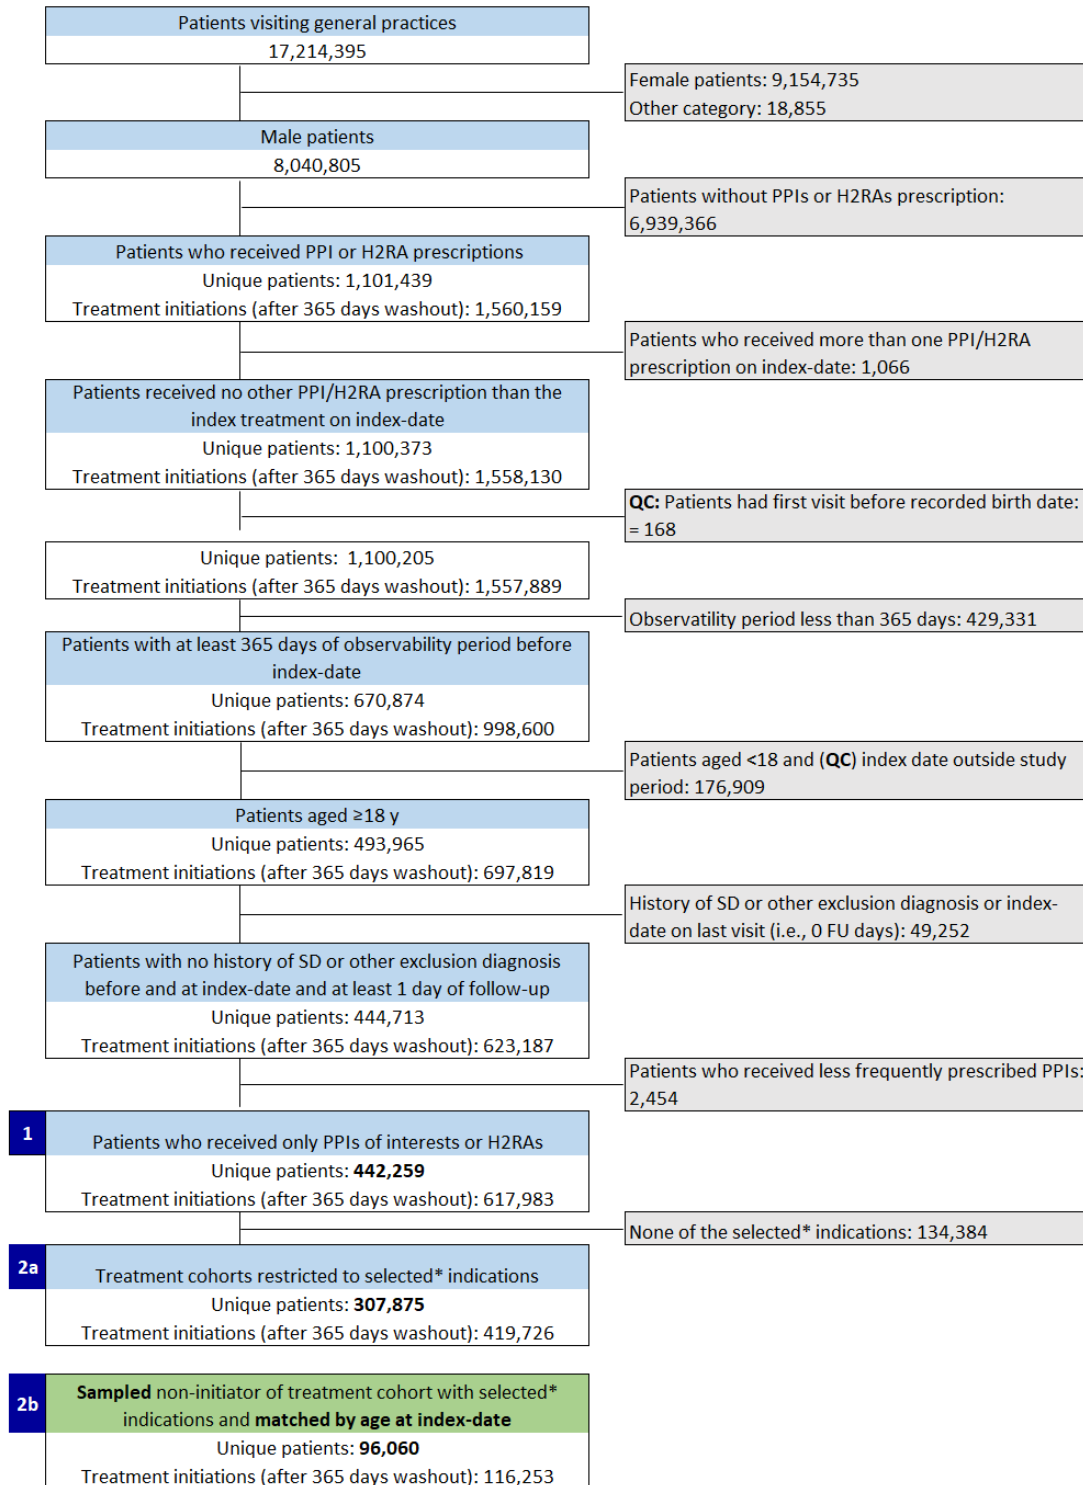 Patients visiting general practices
17,214,395
Female patients: 9,154,735
Other category: 18,855
Male patients
8,040,805
Patients without PPIs or H2RAs prescription:
6,939,366
Patients who received PPI or H2RA prescriptions
Unique patients: 1,101,439
Treatment initiations (after 365 days washout): 1,560,159
Patients who received more than one PPI/H2RA
prescription on index-date: 1,066
Patients received no other PPI/H2RA prescription than the
index treatment on index-date
Unique patients: 1,100,373
Treatment initiations (after 365 days washout): 1,558,130
QC: Patients had first visit before recorded birth date:
= 168
Unique patients: 1,100,205
Treatment initiations (after 365 days washout): 1,557,889
Observatility period less than 365 days: 429,331
Patients with at least 365 days of observability period before
index-date
Unique patients: 670,874
Treatment initiations (after 365 days washout): 998,600
Patients aged <18 and (QC) index date outside study
period: 176,909
Patients aged ≥18 y
Unique patients: 493,965
Treatment initiations (after 365 days washout): 697,819
History of SD or other exclusion diagnosis or index-
date on last visit (i.e., 0 FU days): 49,252
Patients with no history of SD or other exclusion diagnosis
before and at index-date and at least 1 day of follow-up
Unique patients: 444,713
Treatment initiations (after 365 days washout): 623,187
Patients who received less frequently prescribed PPIs:
2,454
1
Patients who received only PPIs of interests or H2RAs
Unique patients: 442,259
Treatment initiations (after 365 days washout): 617,983
None of the selected* indications: 134,384
2a
Treatment cohorts restricted to selected* indications
Unique patients: 307,875
Treatment initiations (after 365 days washout): 419,726
2b
Sampled non-initiator of treatment cohort with selected*
indications and matched by age at index-date
Unique patients: 96,060
Treatment initiations (after 365 days washout): 116,253